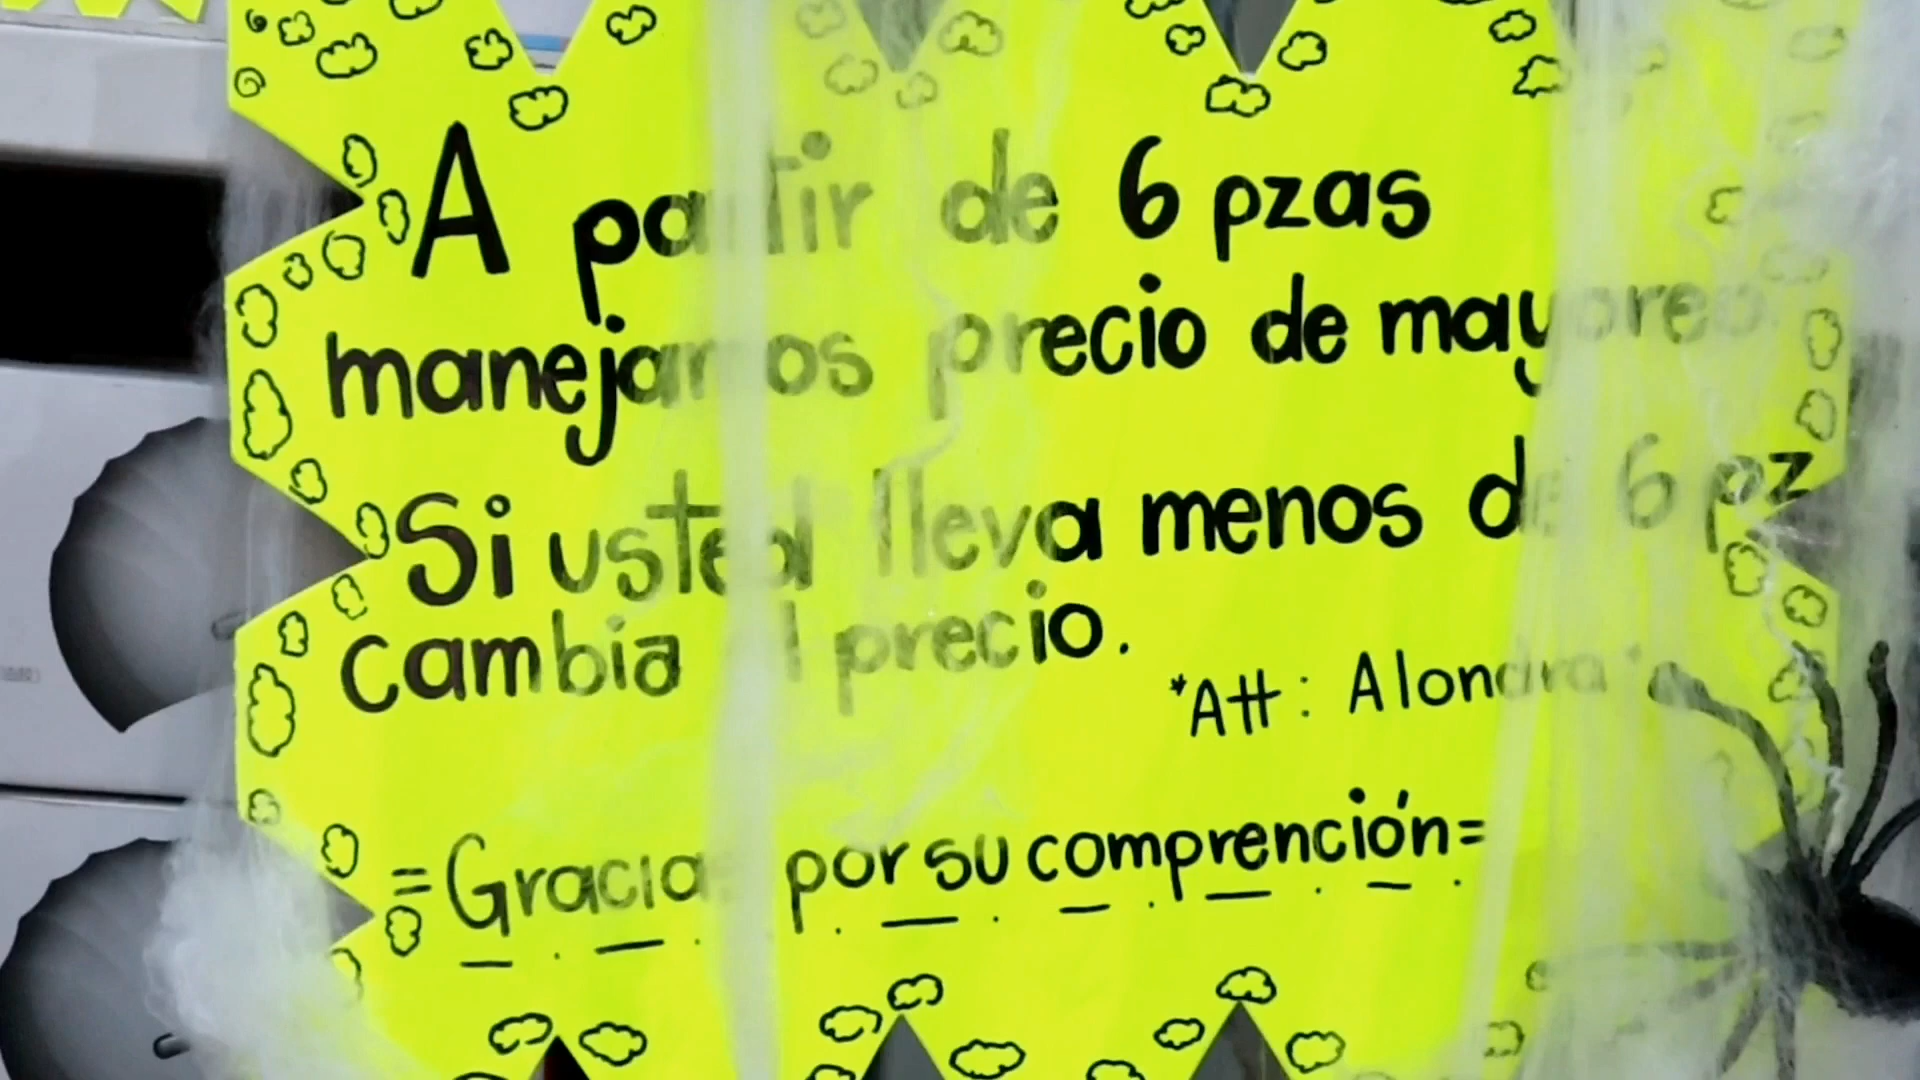 A partir de 6 pzas
manejamos precio de mayoreo
Si usted lleva menos de 6 pz
cambia el precio.
*Att: Alondra*
=Gracias por su comprención=